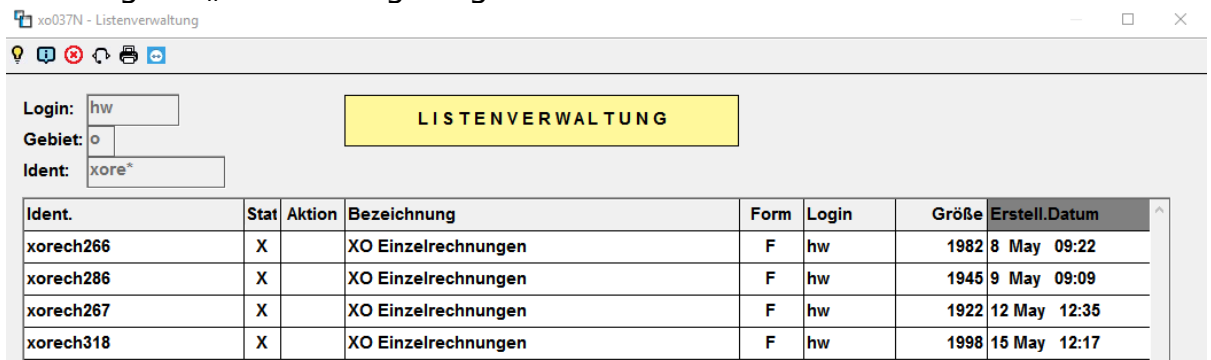 xo037N - Listenverwaltung
Login: hw
LISTENVERWALTUNG
Gebiet: o
Ident: xore*
Ident. Stat Aktion Bezeichnung Form Login Größe Erstell.Datum
xorech266 X XO Einzelrechnungen F hw 1982 8 May 09:22
xorech286 X XO Einzelrechnungen F hw 1945 9 May 09:09
xorech267 X XO Einzelrechnungen F hw 1922 12 May 12:35
xorech318 X XO Einzelrechnungen F hw 1998 15 May 12:17